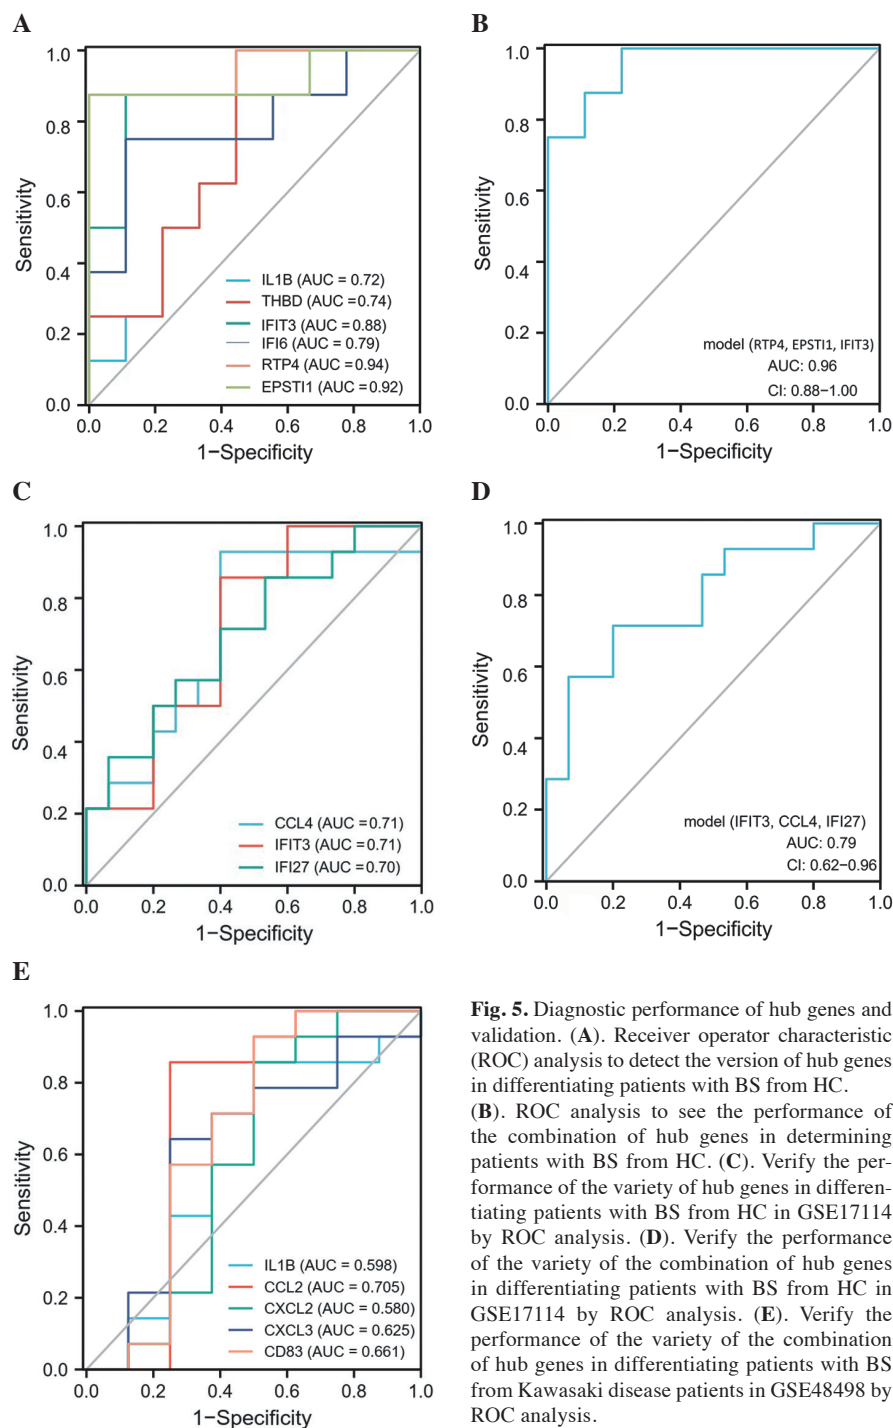 A
1.0
0.8
0.6
0.4
0.2
0.0
Sensitivity
IL1B (AUC = 0.72)
THBD (AUC =0.74)
IFIT3 (AUC = 0.88)
IFI6 (AUC = 0.79)
RTP4 (AUC = 0.94)
EPSTI1 (AUC = 0.92)
0.0 0.2 0.4 0.6 0.8 1.0
1−Specificity
B
1.0
0.8
0.6
0.4
0.2
0.0
Sensitivity
model (RTP4, EPSTI1, IFIT3)
AUC: 0.96
CI: 0.88−1.00
0.0 0.2 0.4 0.6 0.8 1.0
1−Specificity
C
1.0
0.8
0.6
0.4
0.2
0.0
Sensitivity
CCL4 (AUC =0.71)
IFIT3 (AUC =0.71)
IFI27 (AUC =0.70)
0.0 0.2 0.4 0.6 0.8 1.0
1−Specificity
D
1.0
0.8
0.6
0.4
0.2
0.0
Sensitivity
model (IFIT3, CCL4, IFI27)
AUC: 0.79
CI: 0.62−0.96
0.0 0.2 0.4 0.6 0.8 1.0
1−Specificity
E
1.0
0.8
0.6
0.4
0.2
0.0
Sensitivity
IL1B (AUC = 0.598)
CCL2 (AUC = 0.705)
CXCL2 (AUC = 0.580)
CXCL3 (AUC = 0.625)
CD83 (AUC = 0.661)
0.0 0.2 0.4 0.6 0.8 1.0
1−Specificity
Fig. 5. Diagnostic performance of hub genes and
validation. (A). Receiver operator characteristic
(ROC) analysis to detect the version of hub genes
in differentiating patients with BS from HC.
(B). ROC analysis to see the performance of
the combination of hub genes in determining
patients with BS from HC. (C). Verify the per-
formance of the variety of hub genes in differen-
tiating patients with BS from HC in GSE17114
by ROC analysis. (D). Verify the performance
of the variety of the combination of hub genes
in differentiating patients with BS from HC in
GSE17114 by ROC analysis. (E). Verify the
performance of the variety of the combination
of hub genes in differentiating patients with BS
from Kawasaki disease patients in GSE48498 by
ROC analysis.